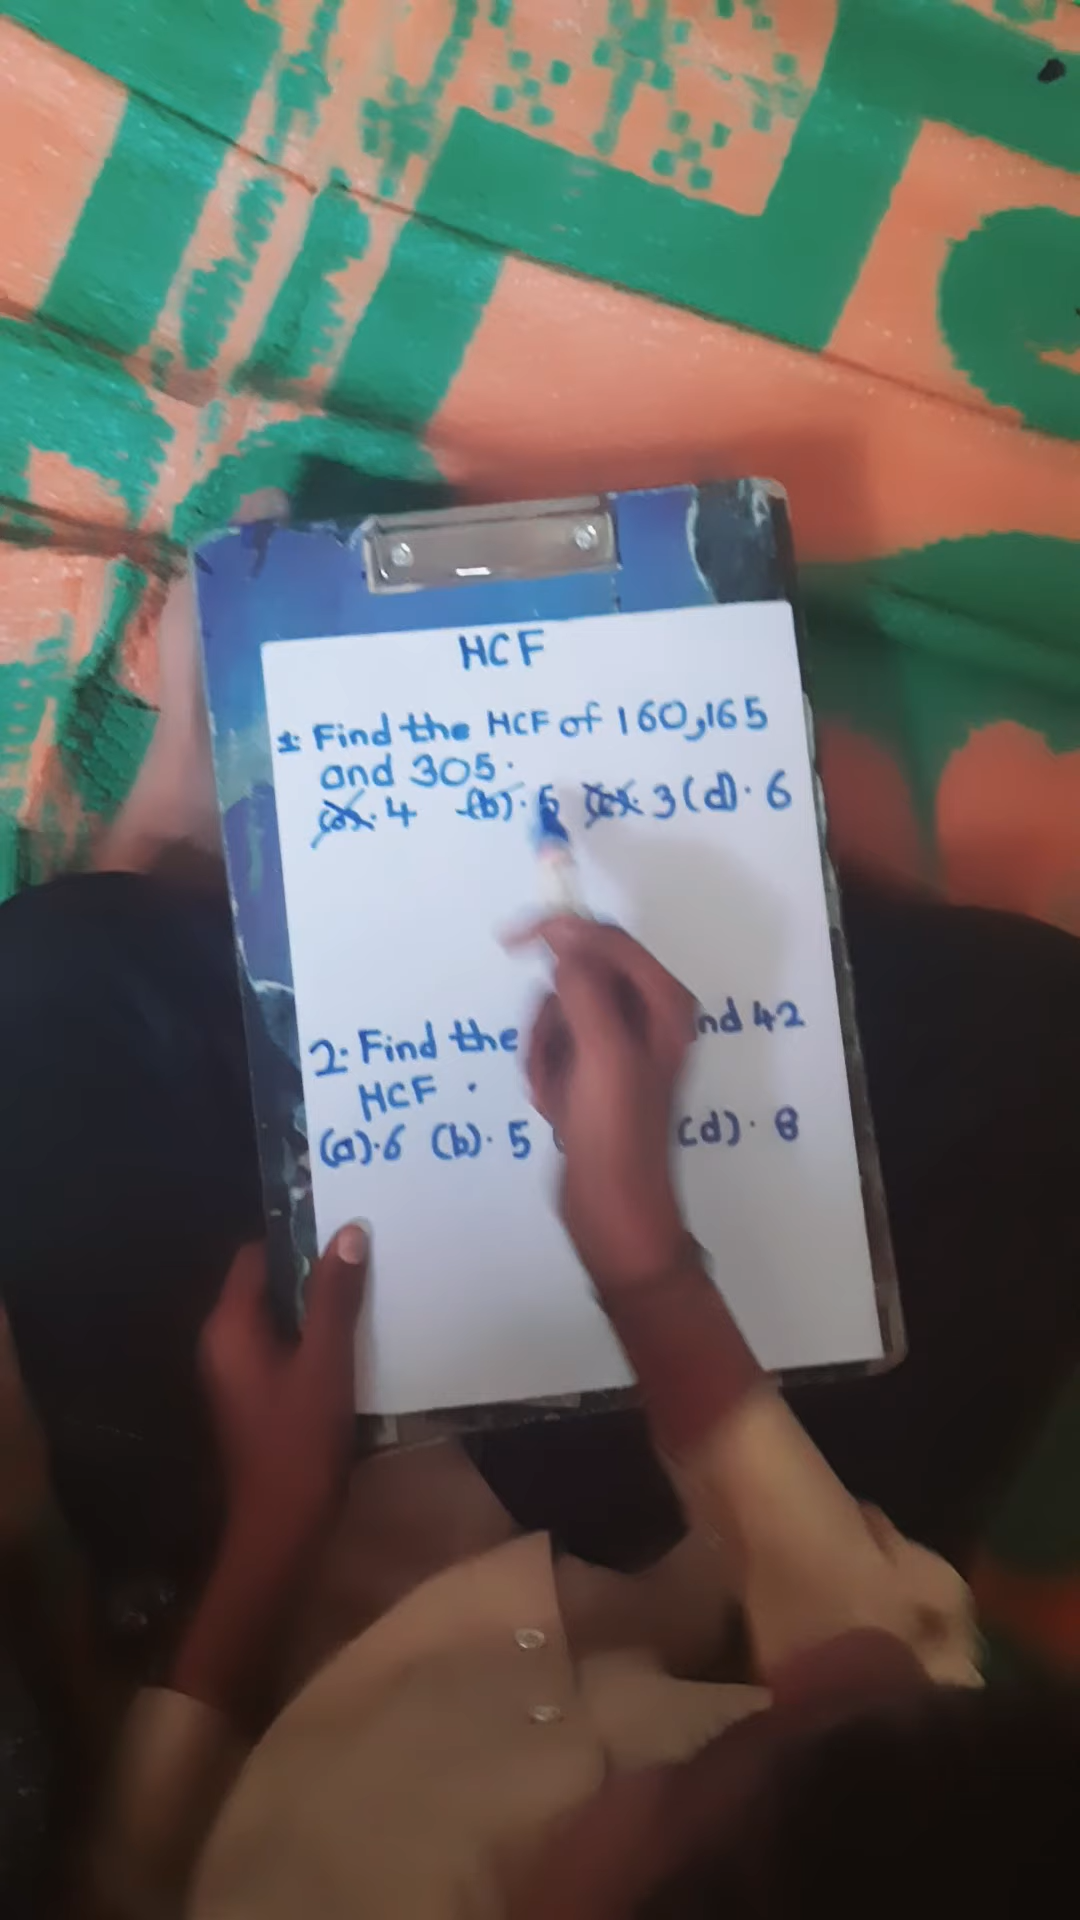 HCF
1. Find the HCF of 160,165
and 305.
(a). 4 (b). 5 (c). 3 (d). 6
2. Find the nd 42
HCF .
(a).6 (b). 5 (d). 8